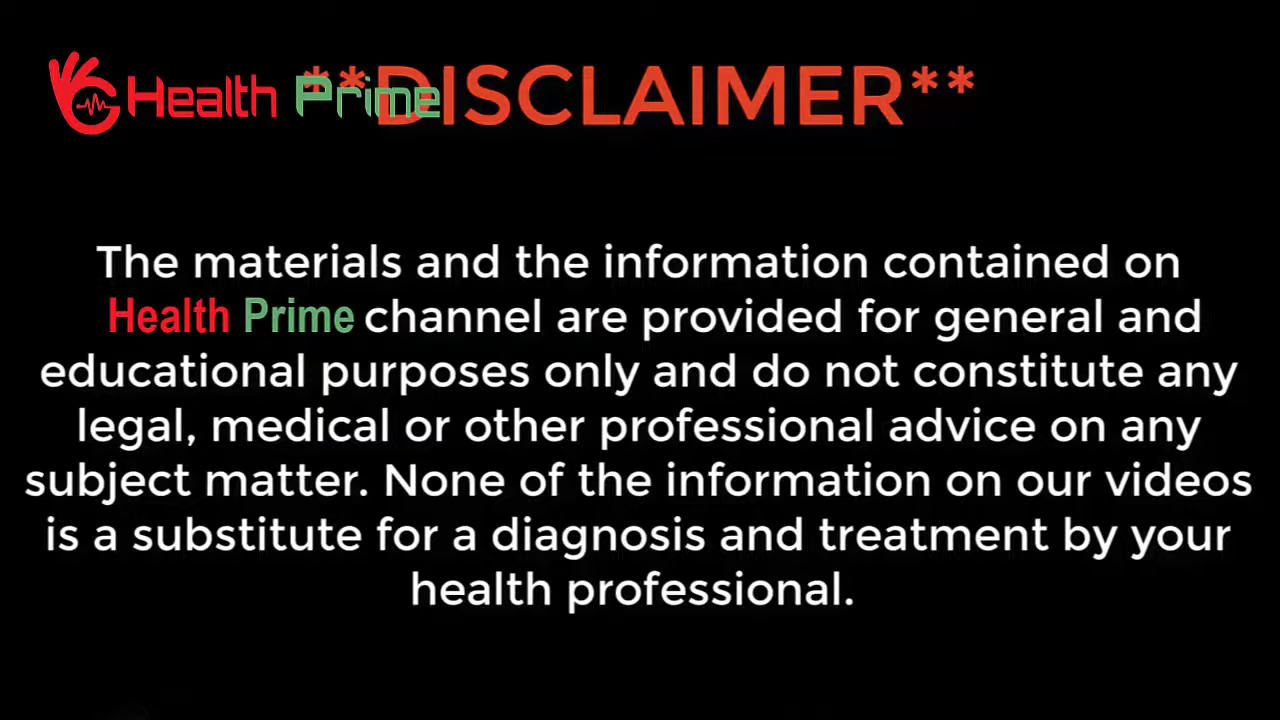 Health Prime
**DISCLAIMER**
The materials and the information contained on
Health Prime channel are provided for general and
educational purposes only and do not constitute any
legal, medical or other professional advice on any
subject matter. None of the information on our videos
is a substitute for a diagnosis and treatment by your
health professional.